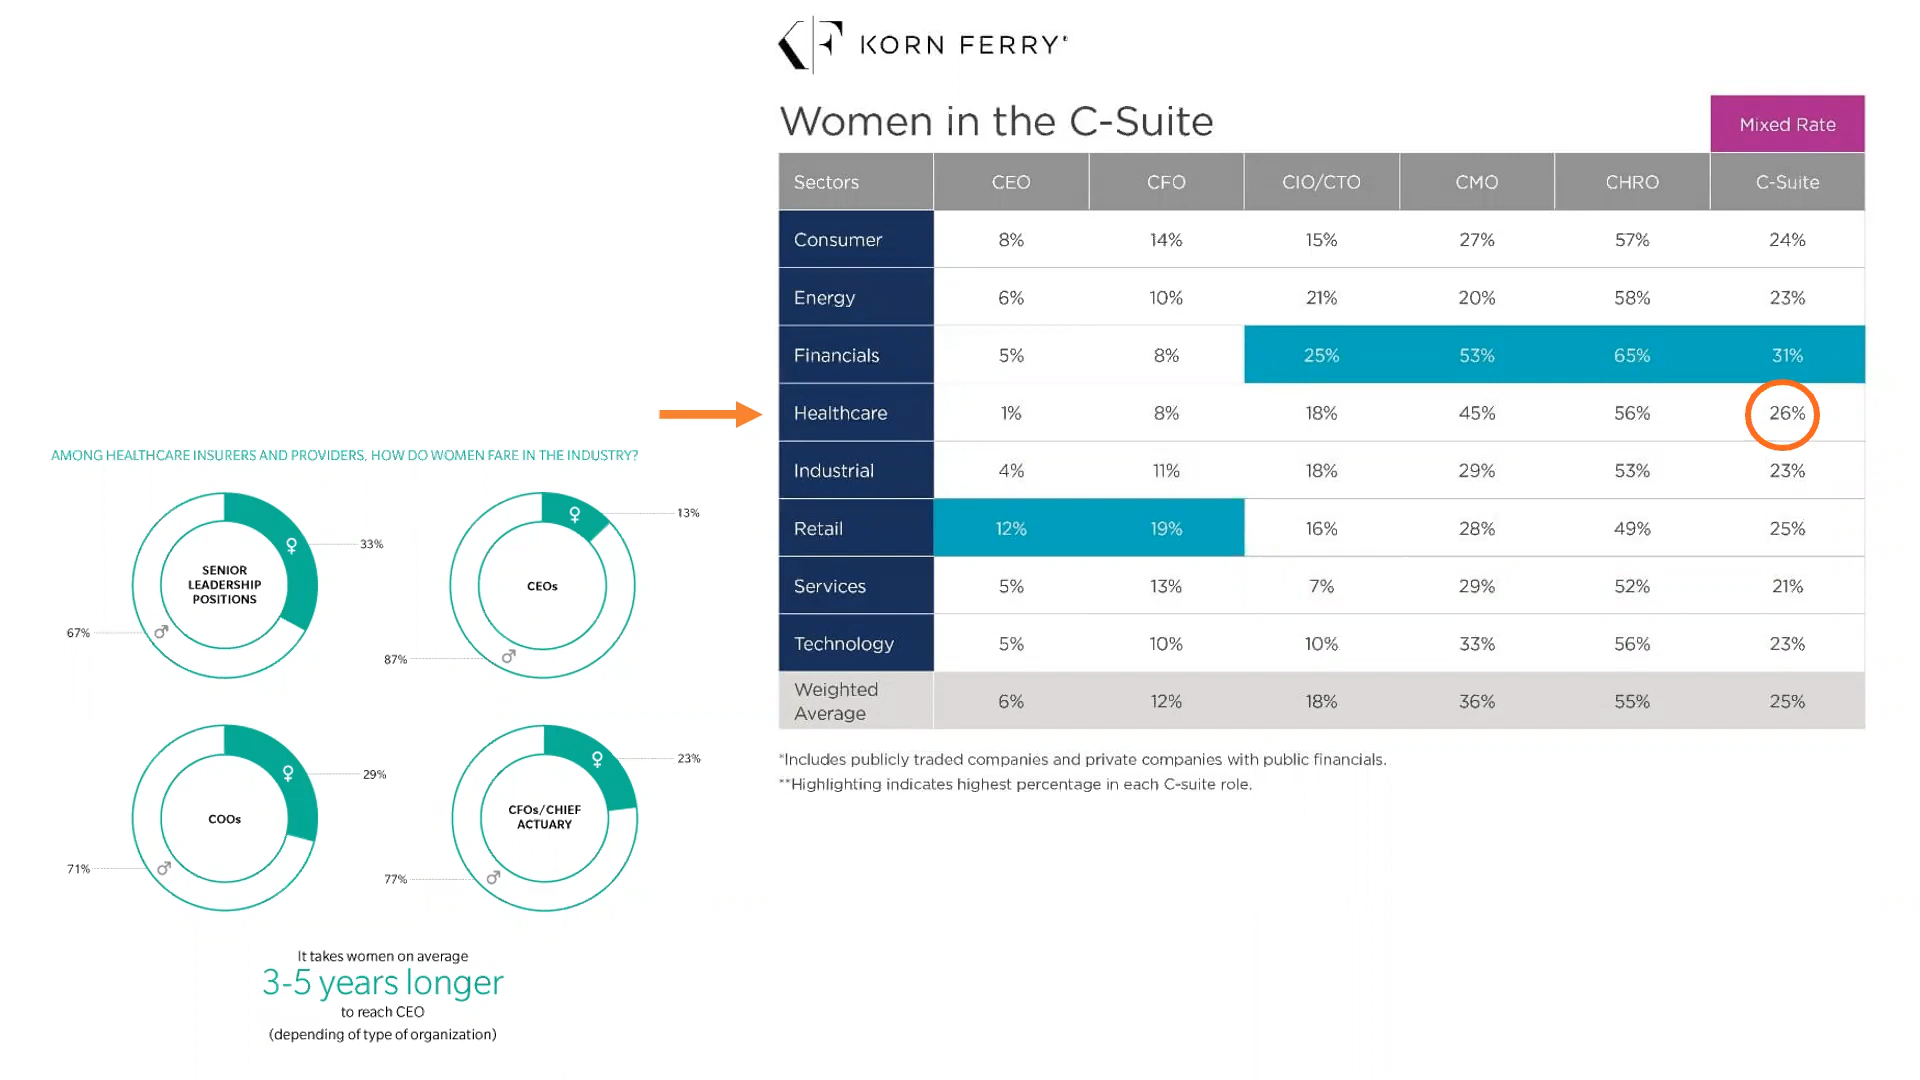 KORN FERRY
Women in the C-Suite
Mixed Rate
Sectors CEO CFO CIO/CTO CMO CHRO C-Suite
Consumer 8% 14% 15% 27% 57% 24%
Energy 6% 10% 21% 20% 58% 23%
Financials 5% 8% 25% 53% 65% 31%
Healthcare 1% 8% 18% 45% 56% 26%
Industrial 4% 11% 18% 29% 53% 23%
Retail 12% 19% 16% 28% 49% 25%
Services 5% 13% 7% 29% 52% 21%
Technology 5% 10% 10% 33% 56% 23%
Weighted
Average 6% 12% 18% 36% 55% 25%
*Includes publicly traded companies and private companies with public financials.
**Highlighting indicates highest percentage in each C-suite role.
AMONG HEALTHCARE INSURERS AND PROVIDERS, HOW DO WOMEN FARE IN THE INDUSTRY?
33%
SENIOR
LEADERSHIP
POSITIONS
67%
13%
CEOs
87%
29%
COOs
71%
23%
CFOs/CHIEF
ACTUARY
77%
It takes women on average
3-5 years longer
to reach CEO
(depending of type of organization)